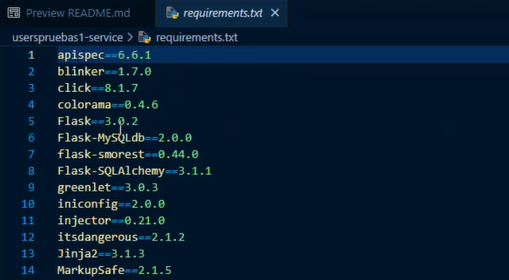 Preview README.md
requirements.txt
userspruebas1-service > requirements.txt
1 apispec==6.6.1
2 blinker==1.7.0
3 click==8.1.7
4 colorama==0.4.6
5 Flask==3.0.2
6 Flask-MySQLdb==2.0.0
7 flask-smorest==0.44.0
8 Flask-SQLAlchemy==3.1.1
9 greenlet==3.0.3
10 iniconfig==2.0.0
11 injector==0.21.0
12 itsdangerous==2.1.2
13 Jinja2==3.1.3
14 MarkupSafe==2.1.5